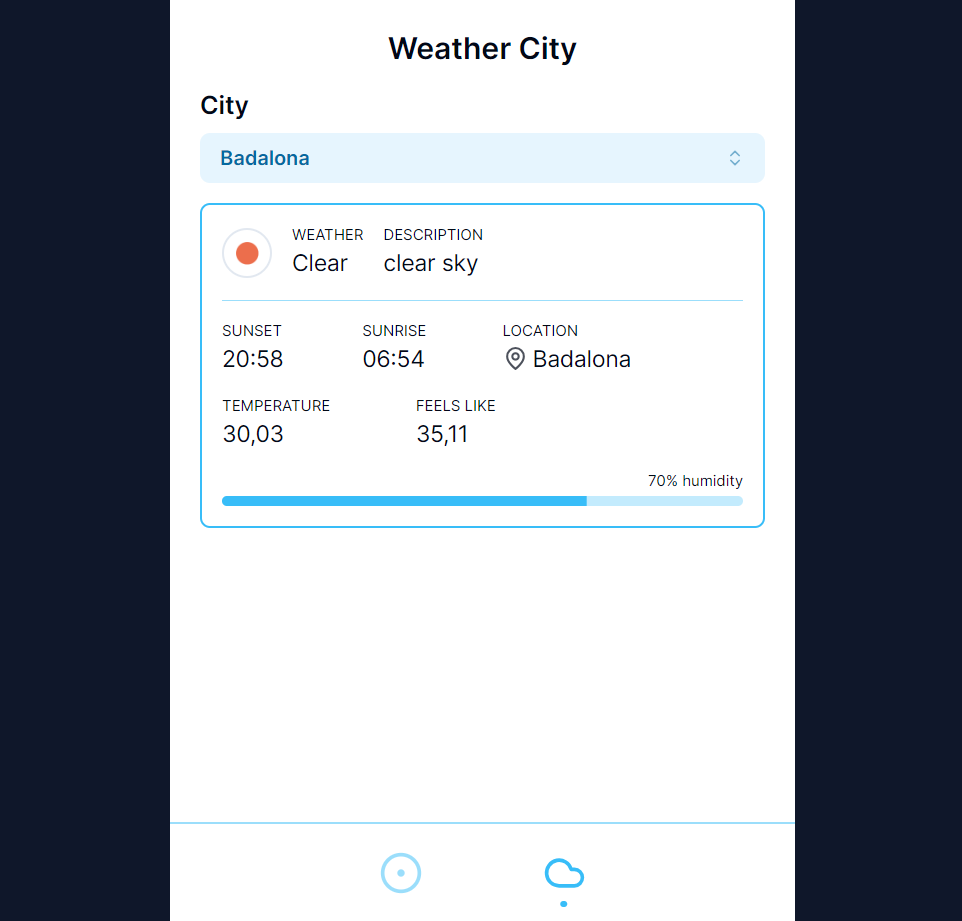 Weather City
City
Badalona
WEATHER DESCRIPTION
Clear clear sky
SUNSET SUNRISE LOCATION
20:58 06:54 Badalona
TEMPERATURE FEELS LIKE
30,03 35,11
70% humidity